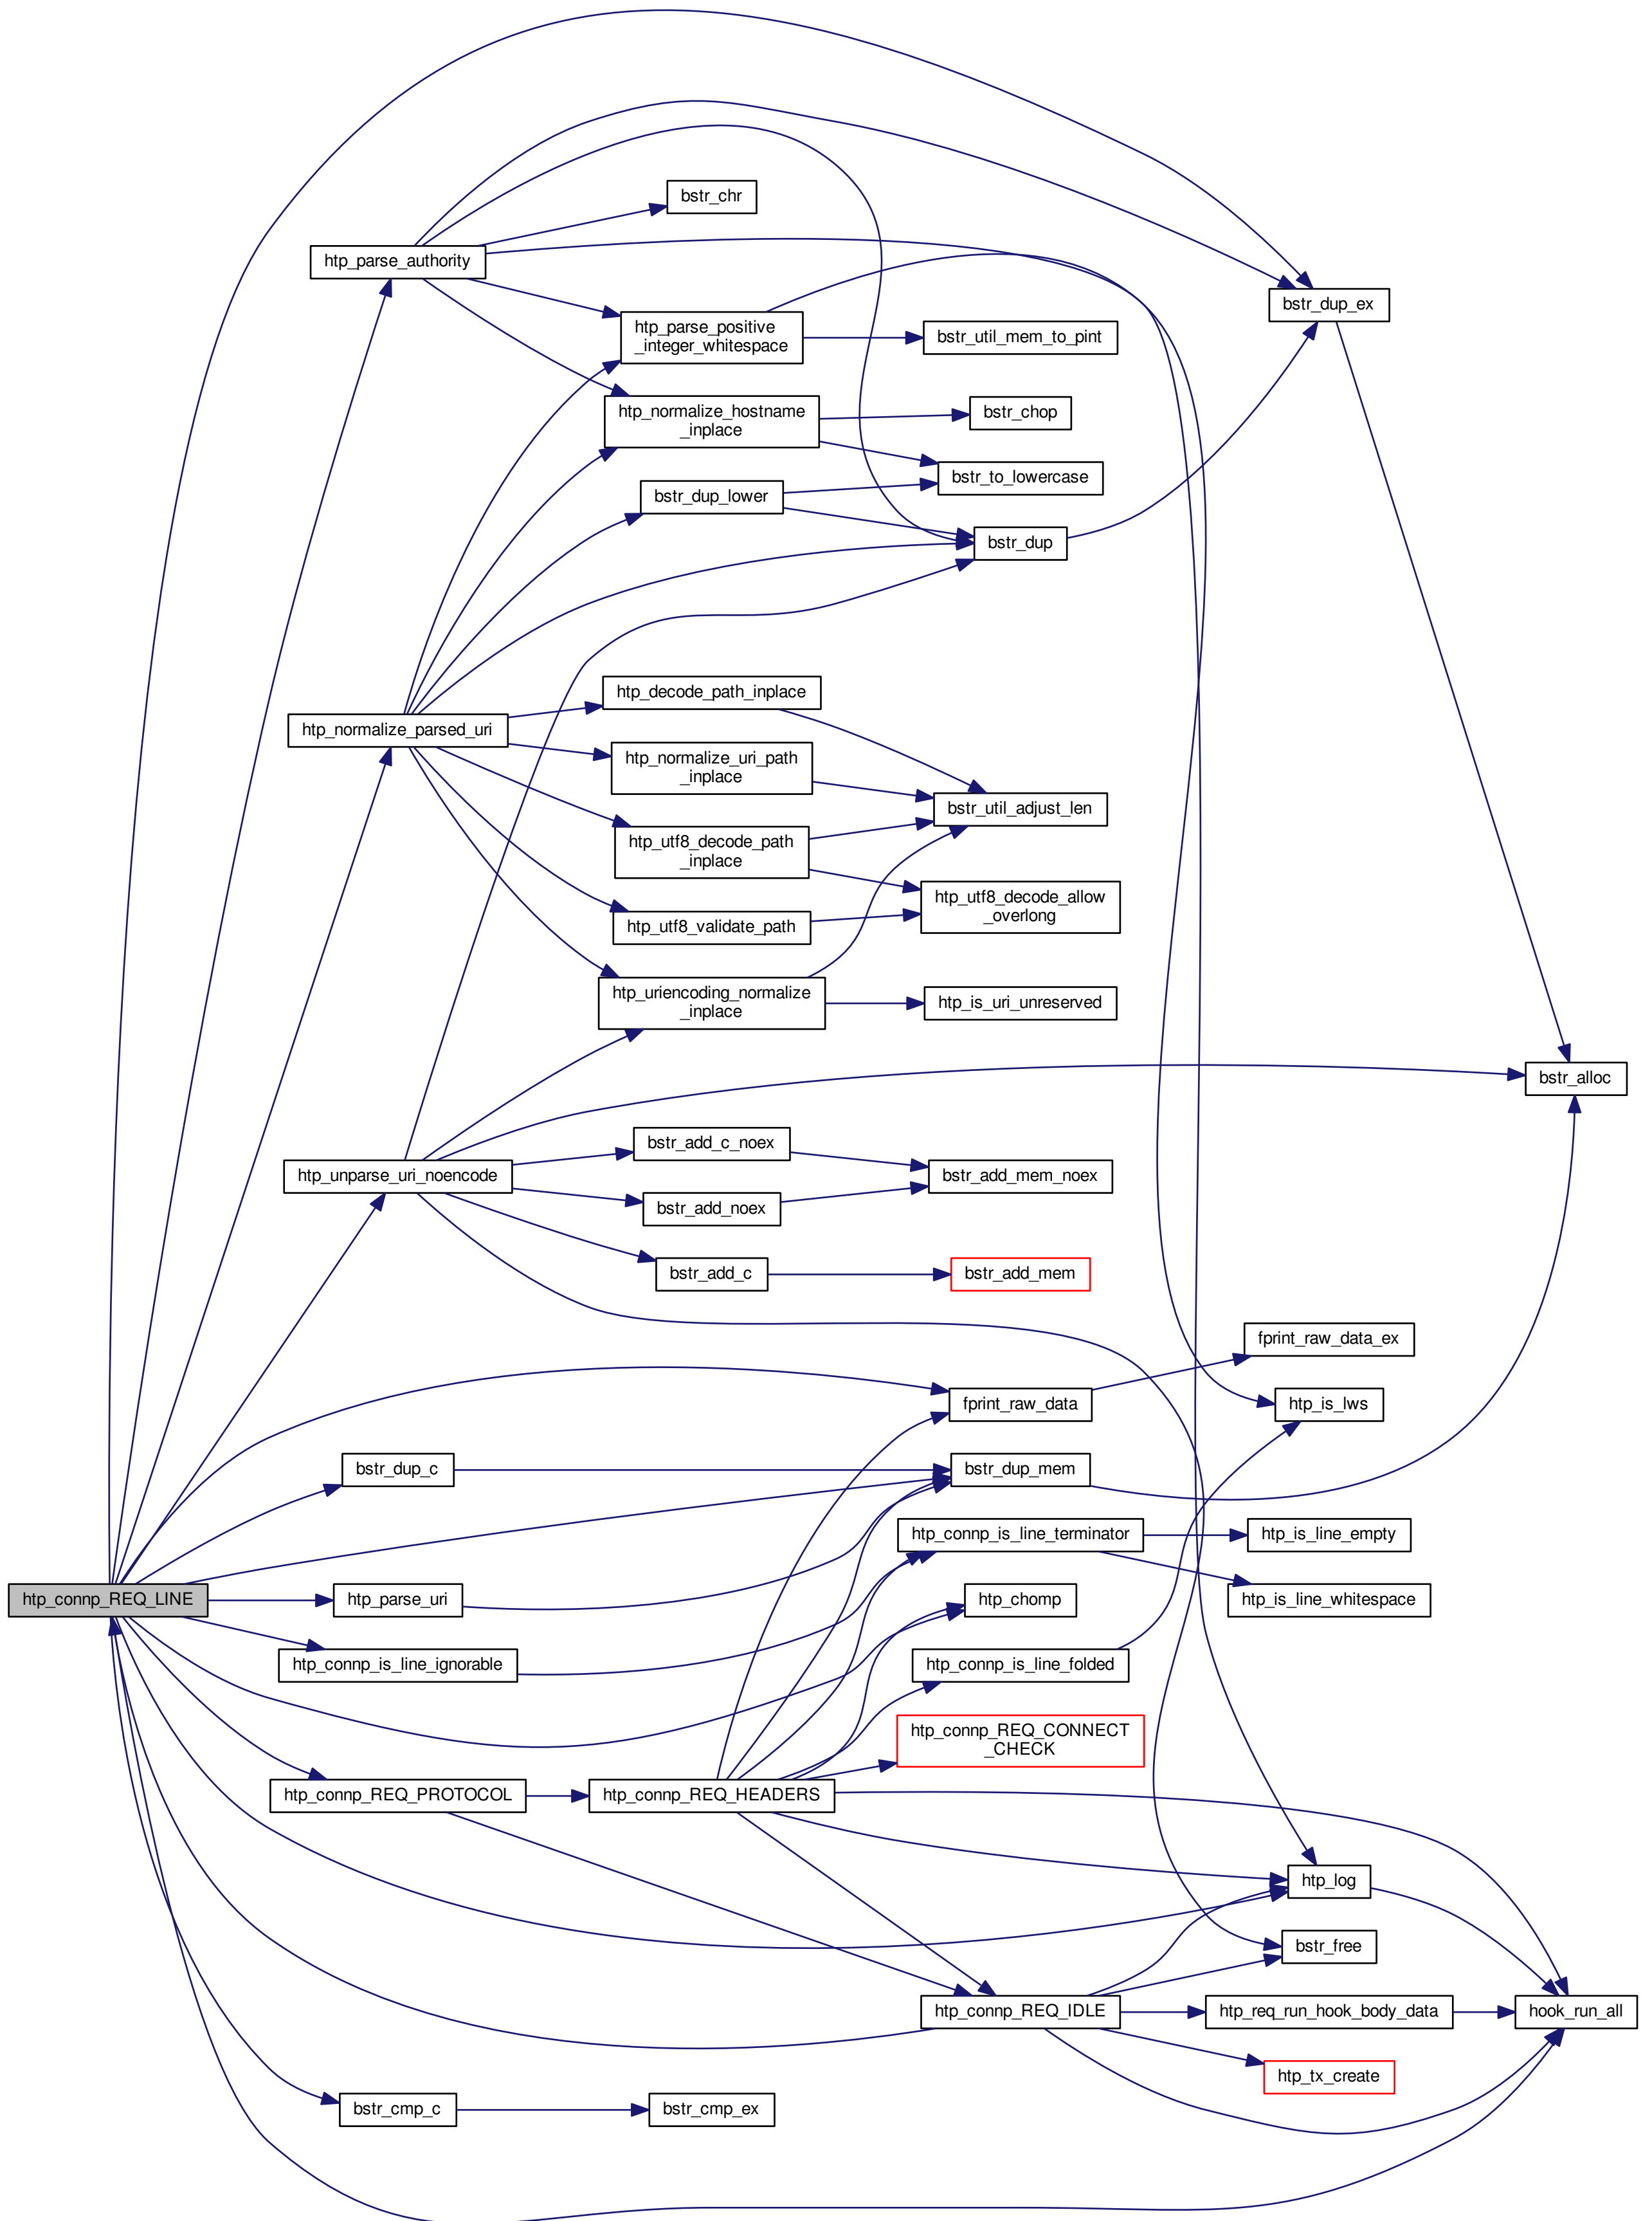 bstr_chr
htp_parse_authority
bstr_dup_ex
htp_parse_positive
_integer_whitespace
bstr_util_mem_to_pint
htp_normalize_hostname
_inplace
bstr_chop
bstr_to_lowercase
bstr_dup_lower
bstr_dup
htp_decode_path_inplace
htp_normalize_parsed_uri
htp_normalize_uri_path
_inplace
bstr_util_adjust_len
htp_utf8_decode_path
_inplace
htp_utf8_decode_allow
_overlong
htp_utf8_validate_path
htp_uriencoding_normalize
_inplace
htp_is_uri_unreserved
bstr_alloc
bstr_add_c_noex
htp_unparse_uri_noencode
bstr_add_mem_noex
bstr_add_noex
bstr_add_c
bstr_add_mem
fprint_raw_data_ex
fprint_raw_data
htp_is_lws
bstr_dup_c
bstr_dup_mem
htp_connp_is_line_terminator
htp_is_line_empty
htp_connp_REQ_LINE
htp_parse_uri
htp_chomp
htp_is_line_whitespace
htp_connp_is_line_ignorable
htp_connp_is_line_folded
htp_connp_REQ_CONNECT
_CHECK
htp_connp_REQ_PROTOCOL
htp_connp_REQ_HEADERS
htp_log
bstr_free
htp_connp_REQ_IDLE
htp_req_run_hook_body_data
hook_run_all
htp_tx_create
bstr_cmp_c
bstr_cmp_ex